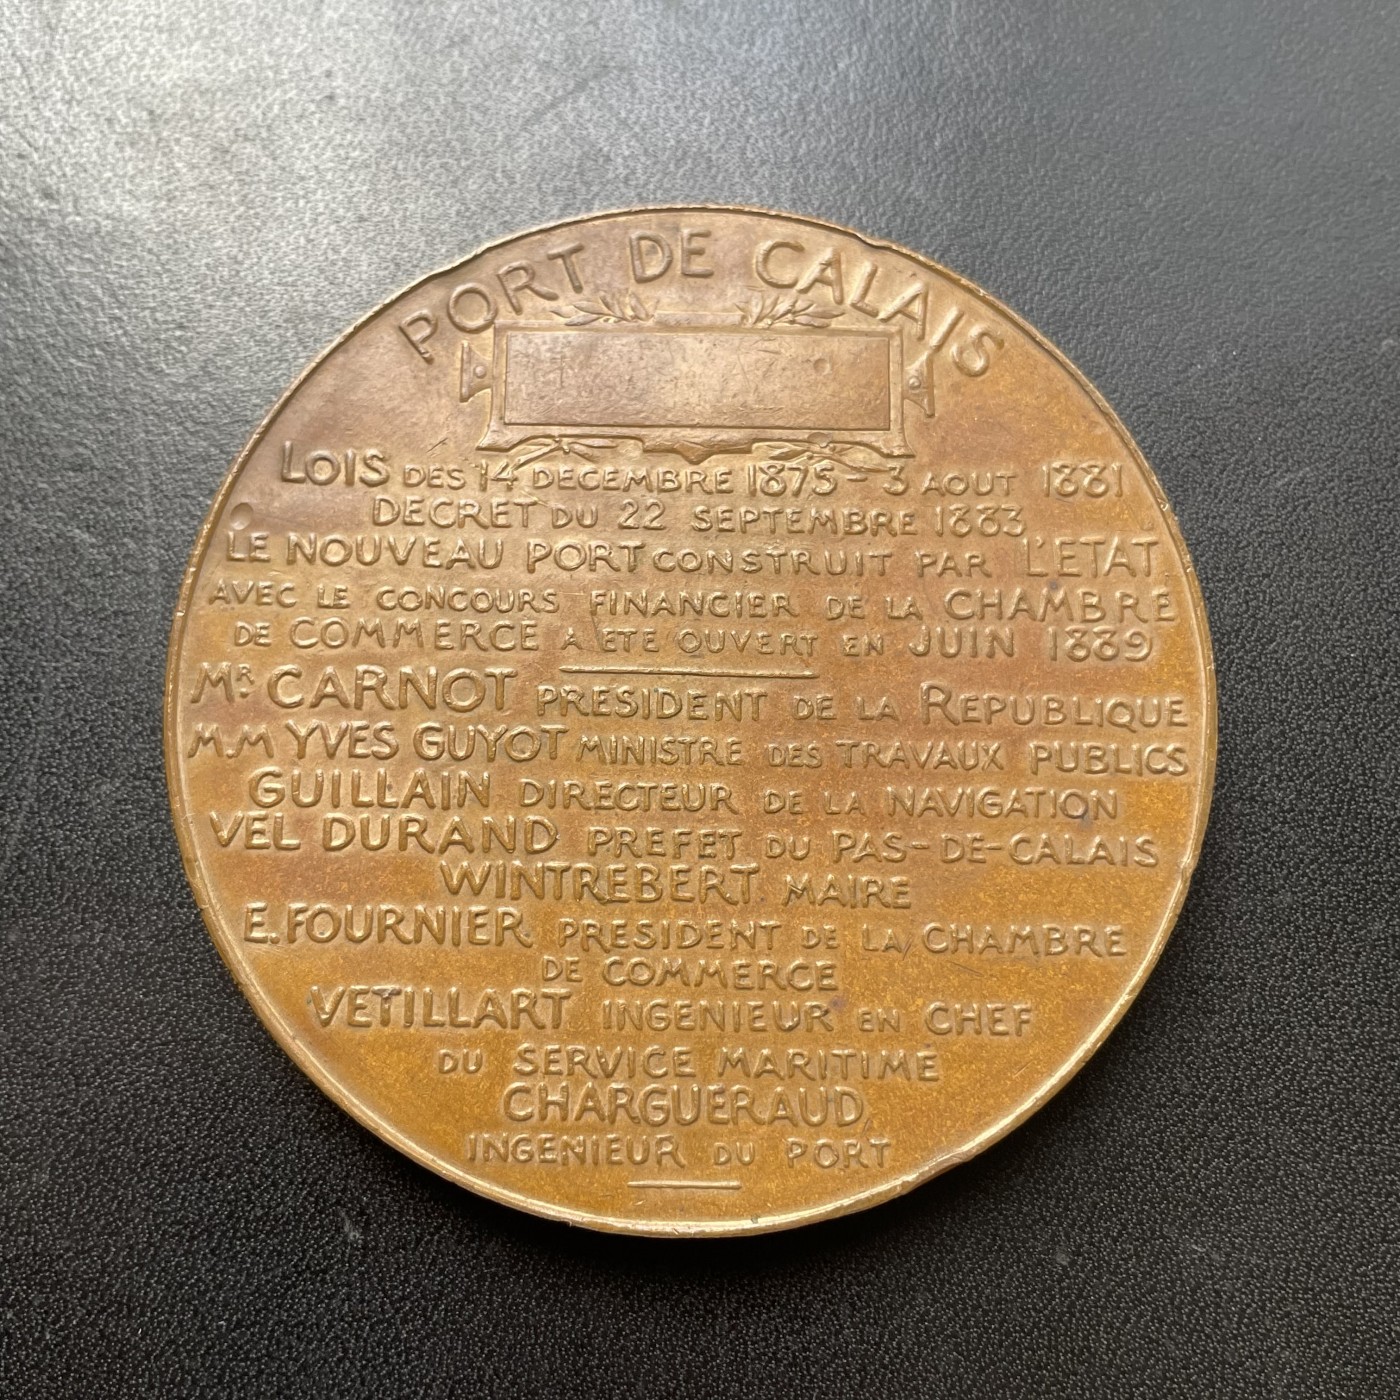 PORT DE CALAIS
LOIS DES 14 DECEMBRE 1875 - 3 AOUT 1881
DECRET DU 22 SEPTEMBRE 1883
LE NOUVEAU PORT CONSTRUIT PAR L'ETAT
AVEC LE CONCOURS FINANCIER DE LA CHAMBRE
DE COMMERCE A ETE OUVERT EN JUIN 1889
MR. CARNOT PRESIDENT DE LA REPUBLIQUE
M.M YVES GUYOT MINISTRE DES TRAVAUX PUBLICS
GUILLAIN DIRECTEUR DE LA NAVIGATION
VEL DURAND PREFET DU PAS-DE-CALAIS
WINTREBERT MAIRE
E. FOURNIER PRESIDENT DE LA CHAMBRE
DE COMMERCE
VETILLART INGENIEUR EN CHEF
DU SERVICE MARITIME
CHARGUERAUD
INGENIEUR DU PORT